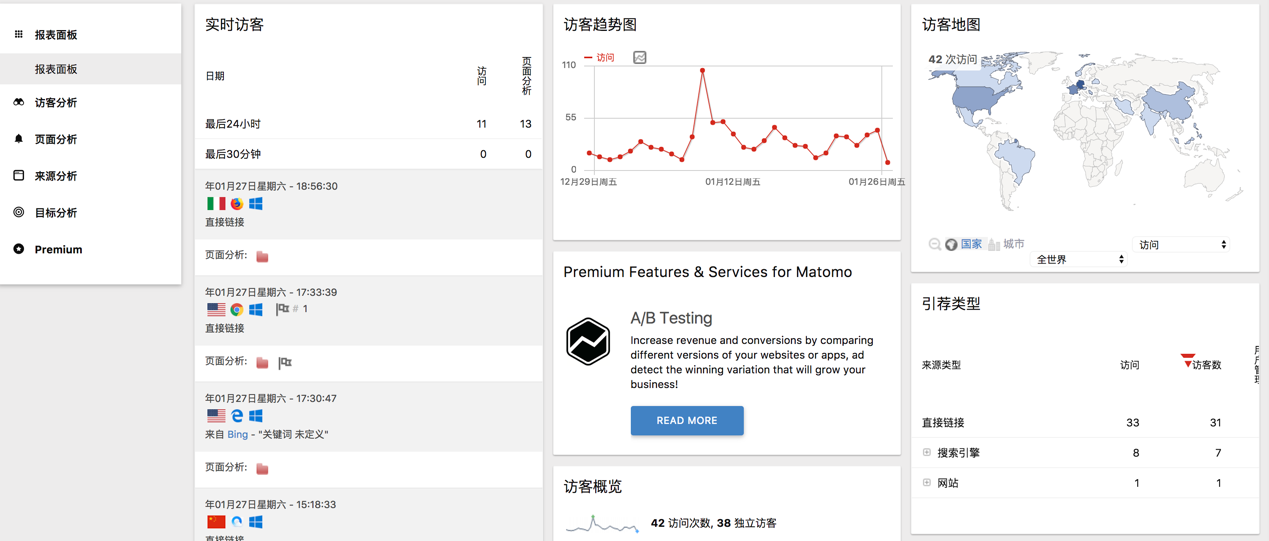 报表面板
报表面板
访客分析
页面分析
来源分析
目标分析
Premium
实时访客
日期 访问 页面分析
最后24小时 11 13
最后30分钟 0 0
年01月27日星期六 - 18:56:30
直接链接
页面分析:
年01月27日星期六 - 17:33:39
# 1
直接链接
页面分析:
年01月27日星期六 - 17:30:47
来自 Bing - "关键词 未定义"
页面分析:
年01月27日星期六 - 15:18:33
直接链接
访客趋势图
访问
110
55
0
12月29日周五 01月12日周五 01月26日周五
Premium Features & Services for Matomo
A/B Testing
Increase revenue and conversions by comparing
different versions of your websites or apps, ad
detect the winning variation that will grow your
business!
READ MORE
访客概览
42 访问次数, 38 独立访客
访客地图
42 次访问
国家 城市 访问
全世界
引荐类型
来源类型 访问 访客数
直接链接 33 31
搜索引擎 8 7
网站 1 1